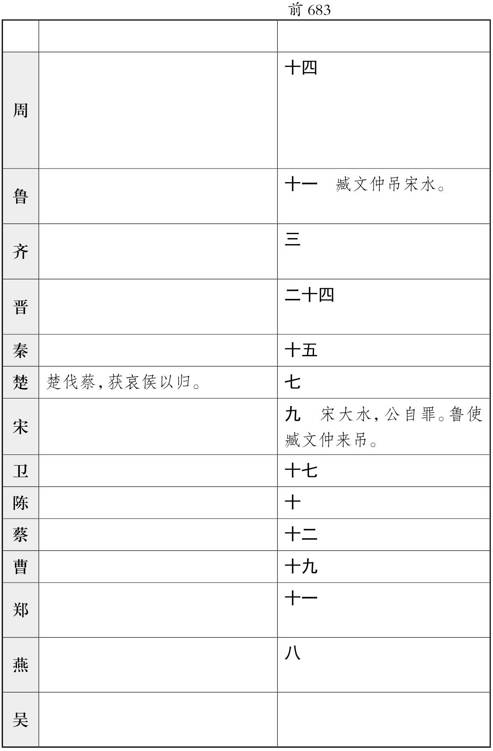 前 683
周 十四
鲁 十一 臧文仲吊宋水。
齐 三
晋 二十四
秦 十五
楚 楚伐蔡，获哀侯以归。 七
宋 九 宋大水，公自罪。鲁使
臧文仲来吊。
卫 十七
陈 十
蔡 十二
曹 十九
郑 十一
燕 八
吴